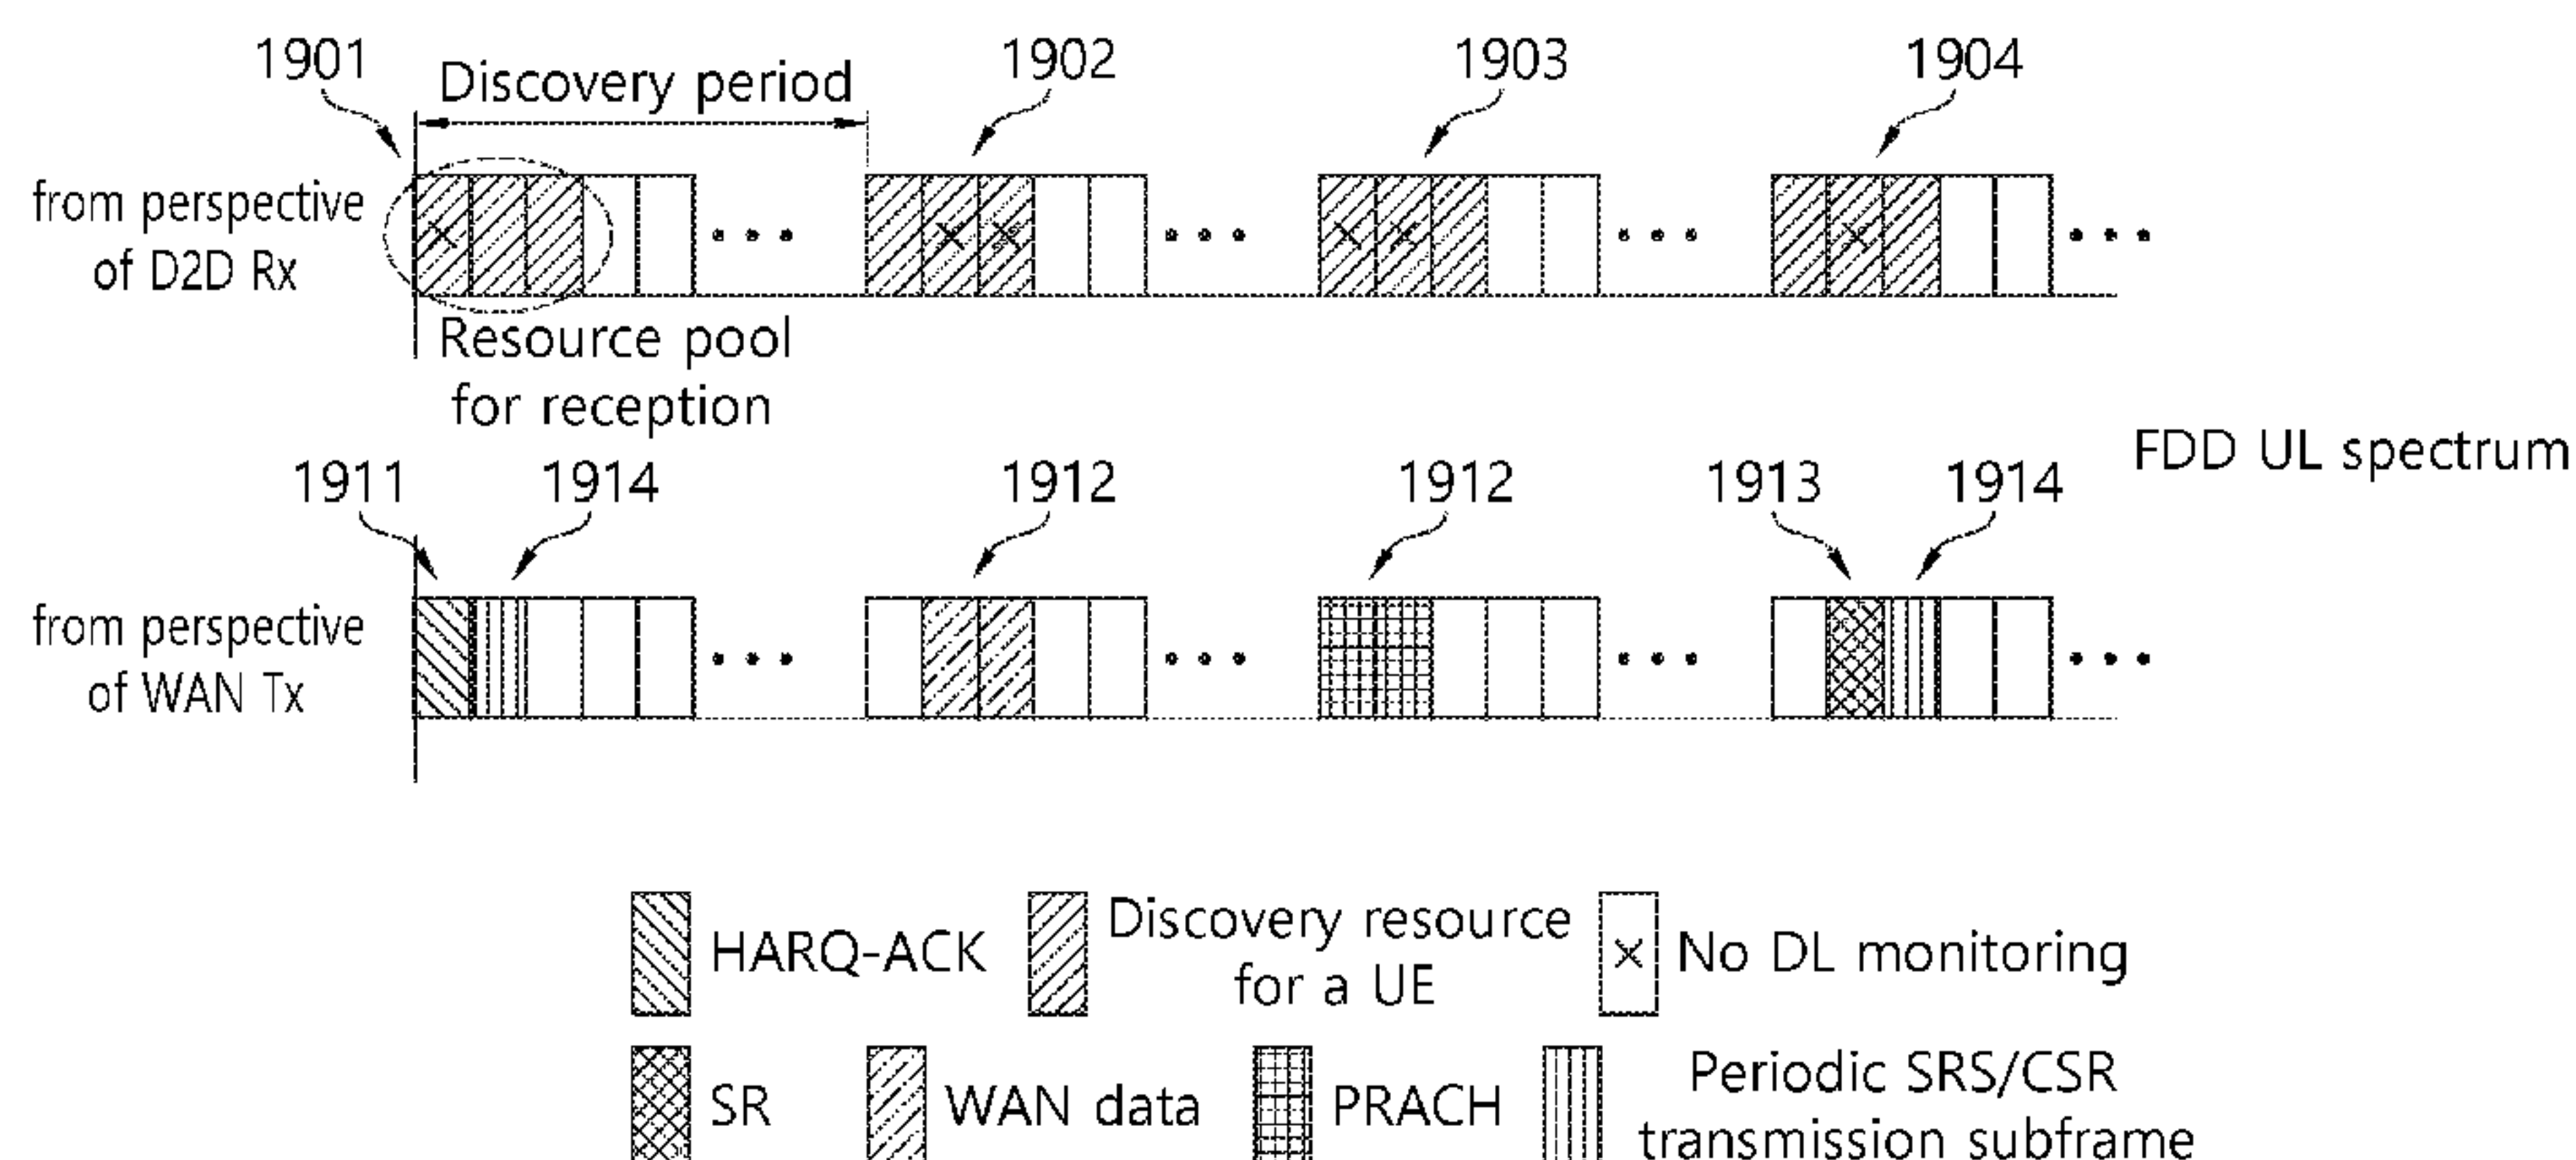 1901
Discovery period
1902
1903
1904
from perspective
of D2D Rx
Resource pool
for reception
FDD UL spectrum
1911
1914
1912
1912
1913
1914
from perspective
of WAN Tx
HARQ-ACK
Discovery resource
for a UE
No DL monitoring
SR
WAN data
PRACH
Periodic SRS/CSR
transmission subframe